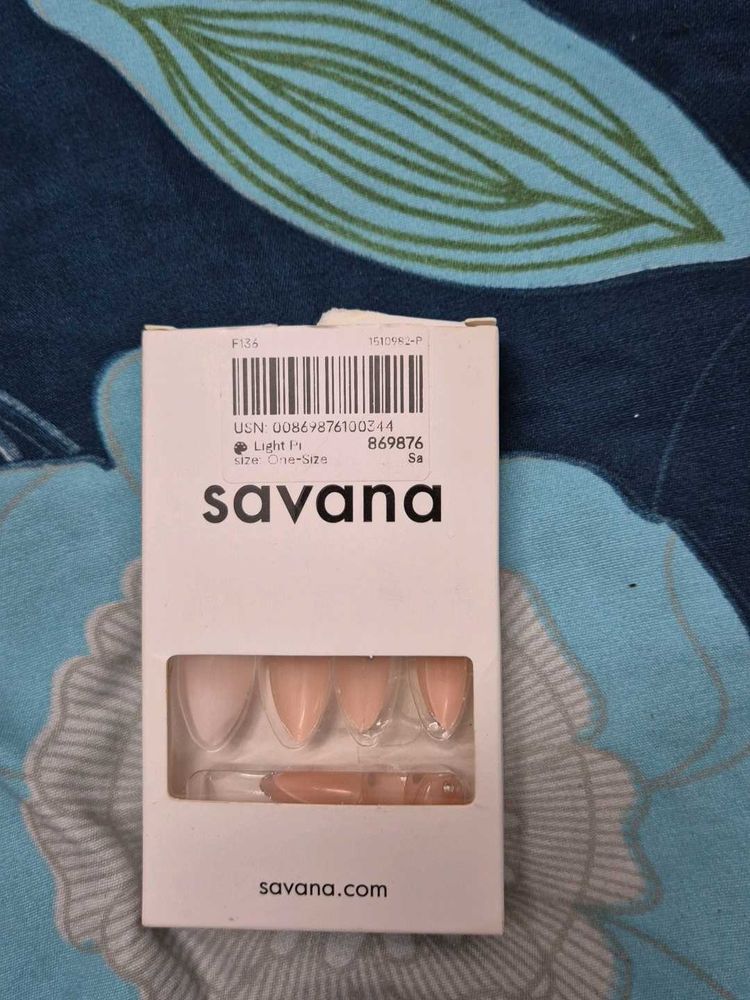 F136 1510982-P
USN: 00869876100344
Light Pi 869876
size: One-Size Sa
savana
savana.com